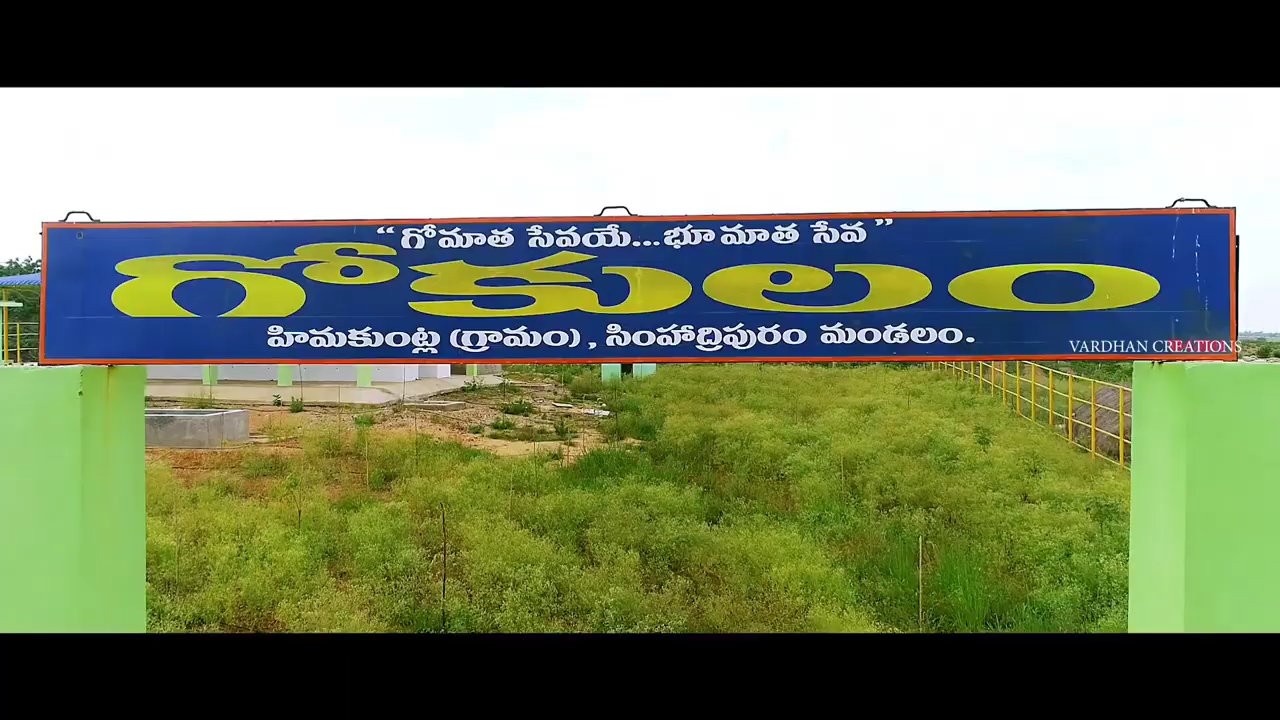 “ గోమాత సేవయే...భూమాత సేవ ”
గోకులం
హిమకుంట్ల (గ్రామం) , సింహాద్రిపురం మండలం.
VARDHAN CREATIONS